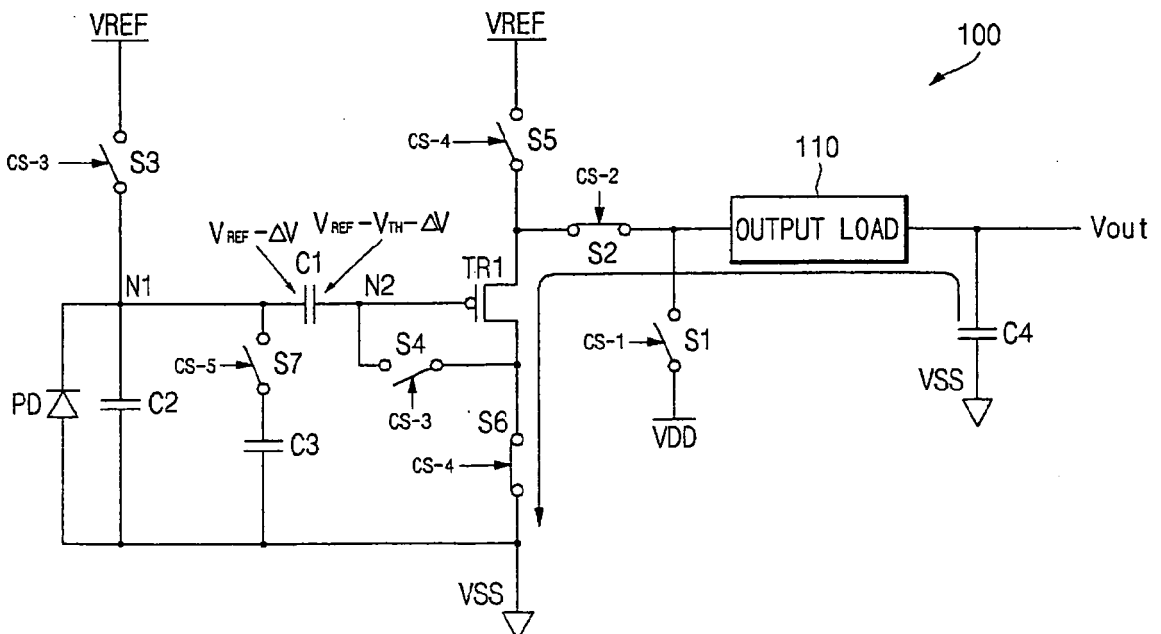 VREF
VREF
100
CS-3
S3
CS-4
S5
CS-2
S2
110
OUTPUT LOAD
Vout
VREF-ΔV
VREF-VTH-ΔV
C1
N1
N2
TR1
CS-5
S7
S4
CS-3
CS-1
S1
VDD
C4
VSS
PD
C2
C3
S6
CS-4
VSS